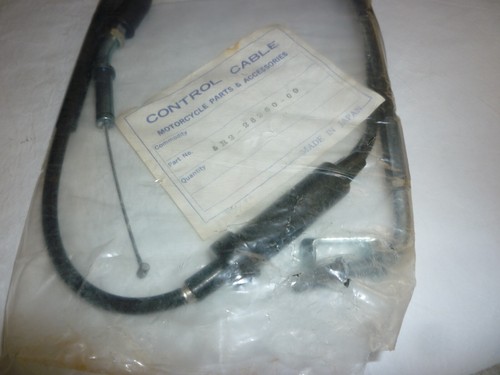 CONTROL CABLE
MOTORCYCLE PARTS & ACCESSORIES
Commodity
Part No.
Quantity
MADE IN JAPAN